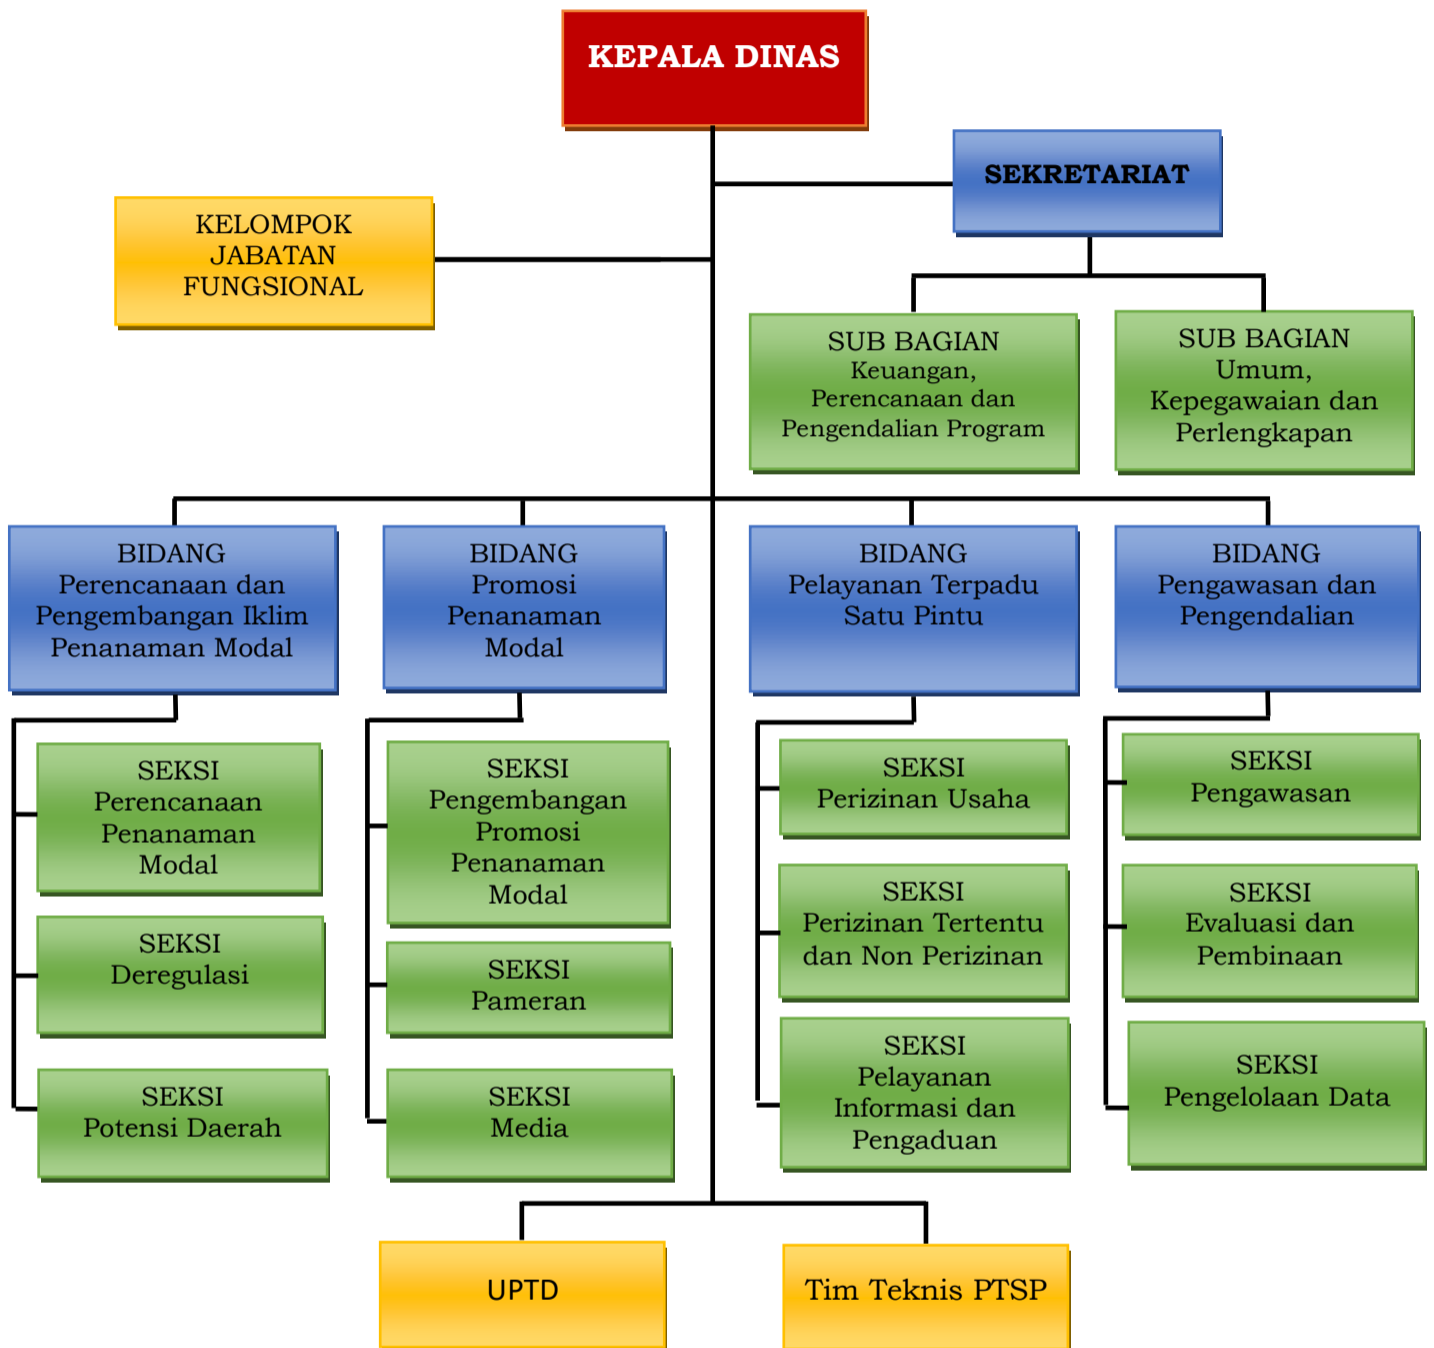 KEPALA DINAS
SEKRETARIAT
KELOMPOK
JABATAN
FUNGSIONAL
SUB BAGIAN
Keuangan,
Perencanaan dan
Pengendalian Program
SUB BAGIAN
Umum,
Kepegawaian dan
Perlengkapan
BIDANG
Perencanaan dan
Pengembangan Iklim
Penanaman Modal
BIDANG
Promosi
Penanaman
Modal
BIDANG
Pelayanan Terpadu
Satu Pintu
BIDANG
Pengawasan dan
Pengendalian
SEKSI
Perencanaan
Penanaman
Modal
SEKSI
Deregulasi
SEKSI
Potensi Daerah
SEKSI
Pengembangan
Promosi
Penanaman
Modal
SEKSI
Pameran
SEKSI
Media
SEKSI
Perizinan Usaha
SEKSI
Perizinan Tertentu
dan Non Perizinan
SEKSI
Pelayanan
Informasi dan
Pengaduan
SEKSI
Pengawasan
SEKSI
Evaluasi dan
Pembinaan
SEKSI
Pengelolaan Data
UPTD
Tim Teknis PTSP